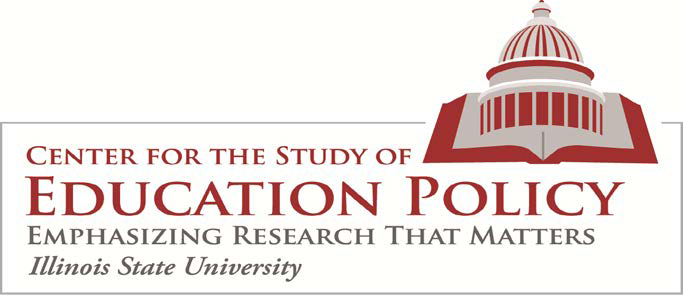 Center for the Study of
Education Policy
Emphasizing Research That Matters
Illinois State University